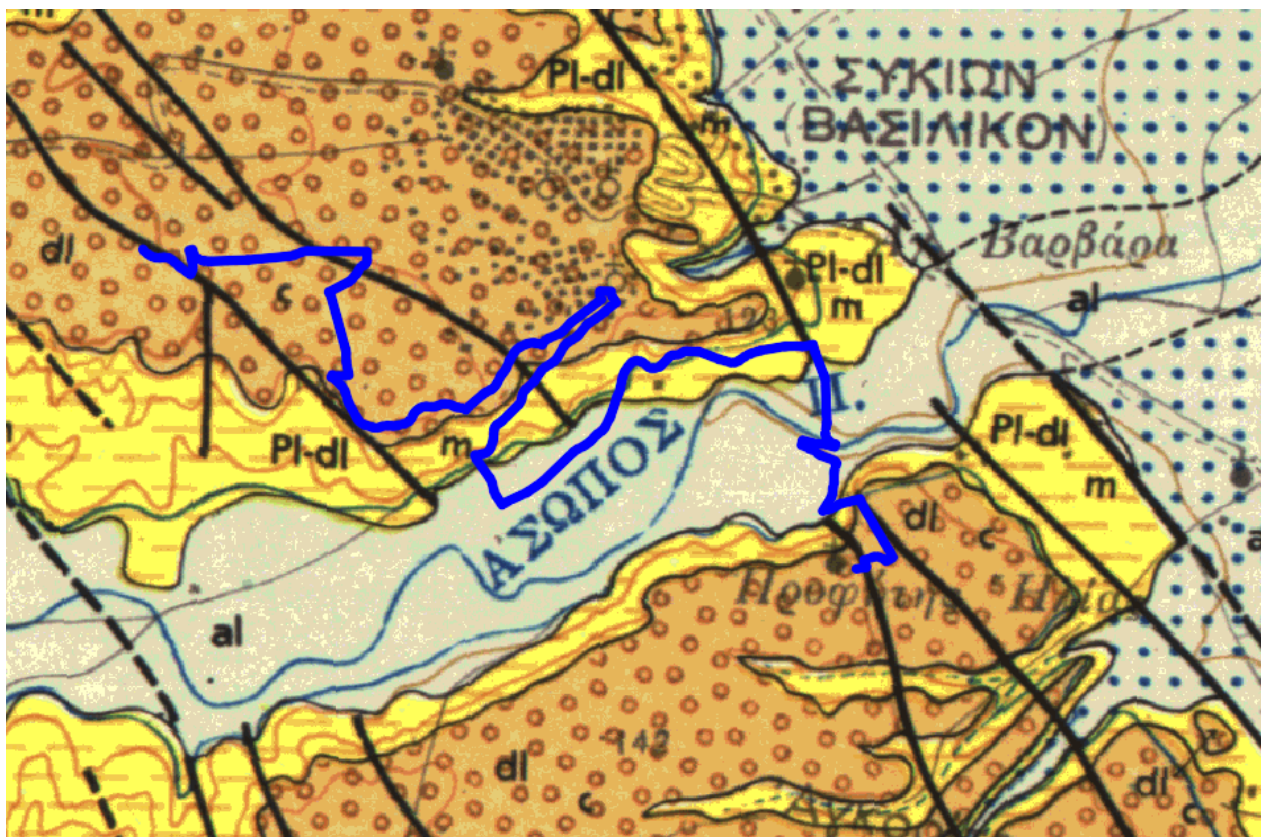 m
Pl-dl
ΣΥΚΙΩΝ
(ΒΑΣΙΛΙΚΟΝ)
m
dl
Βαρβάρα
Pl-dl
m
al
c
123
Π.
ΑΣΩΠΟΣ
Pl-dl
m
Pl-dl
m
dl
c
Προφήτης Ηλίας
al
142
dl
c
dl
c